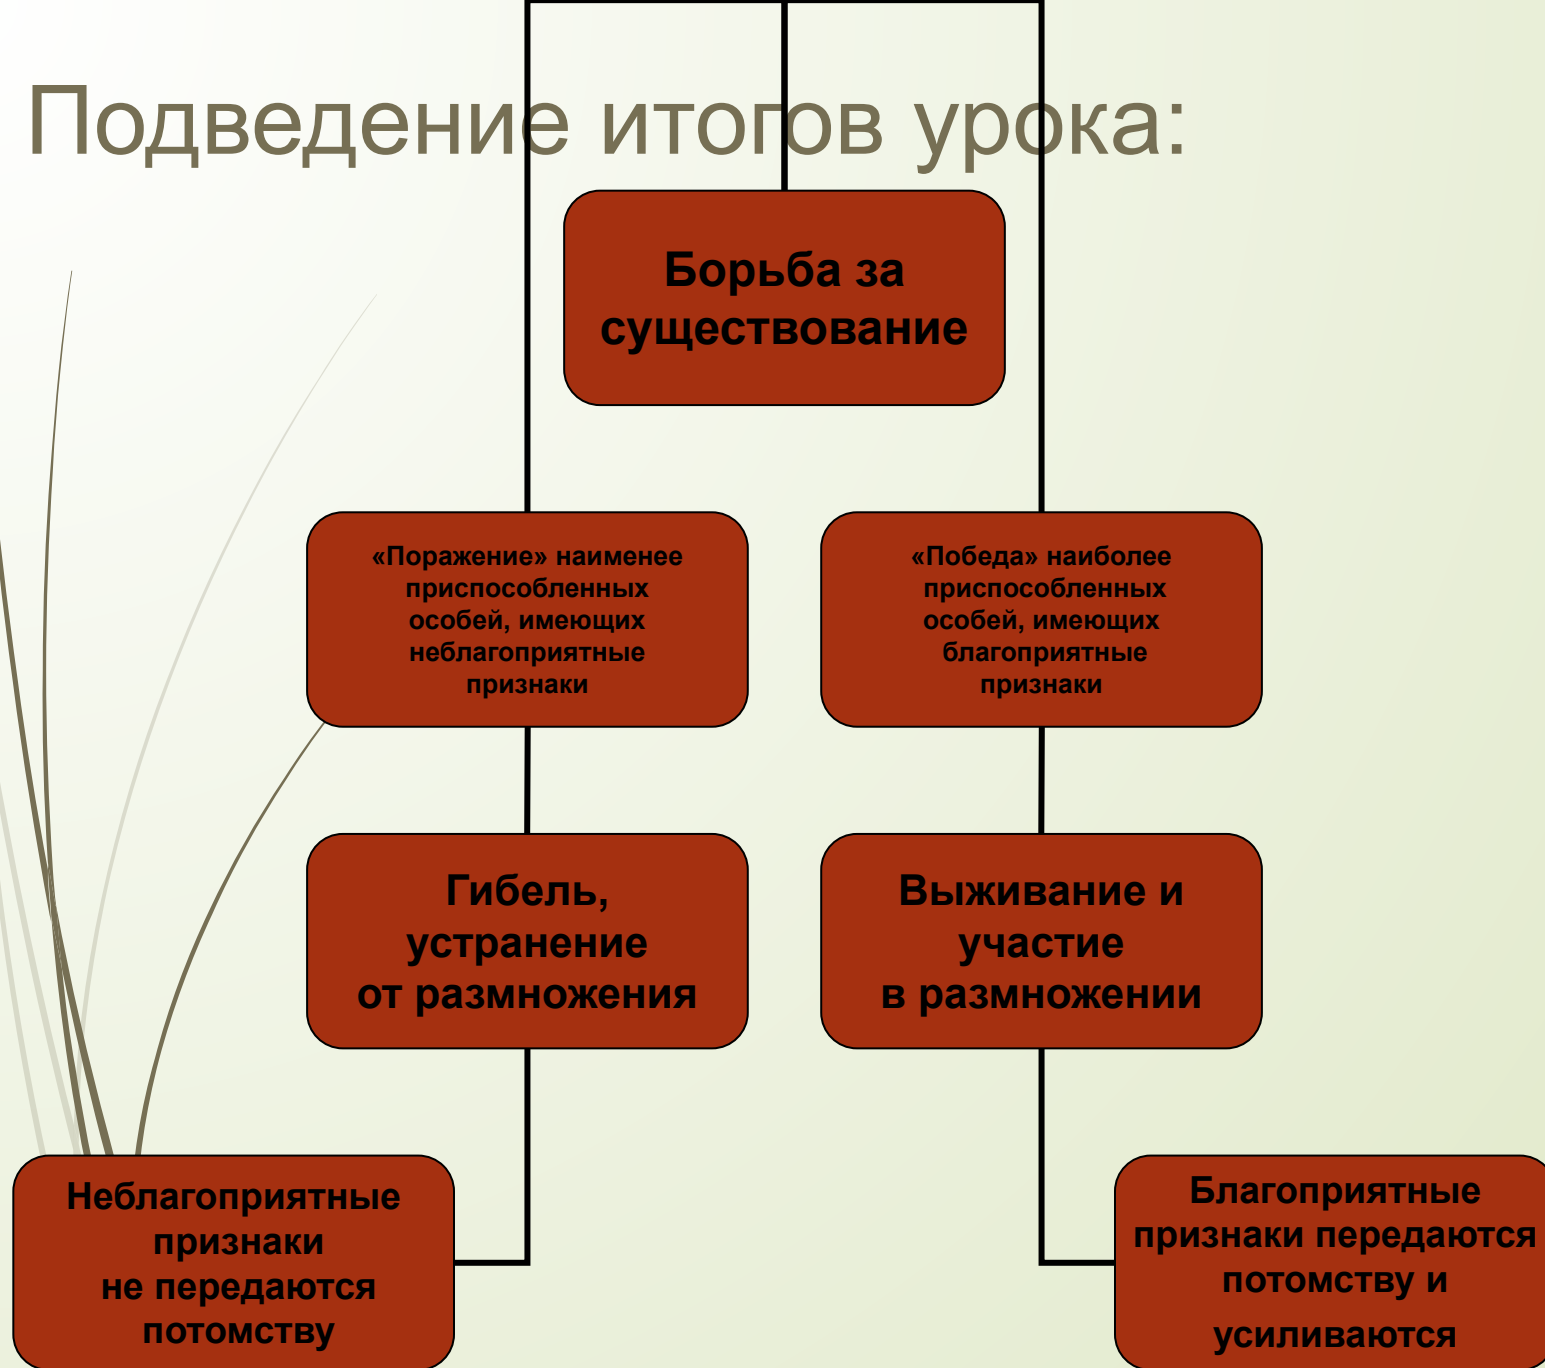 Подведение итогов урока:
Борьба за
существование
«Поражение» наименее
приспособленных
особей, имеющих
неблагоприятные
признаки
«Победа» наиболее
приспособленных
особей, имеющих
благоприятные
признаки
Гибель,
устранение
от размножения
Выживание и
участие
в размножении
Неблагоприятные
признаки
не передаются
потомству
Благоприятные
признаки передаются
потомству и
усиливаются